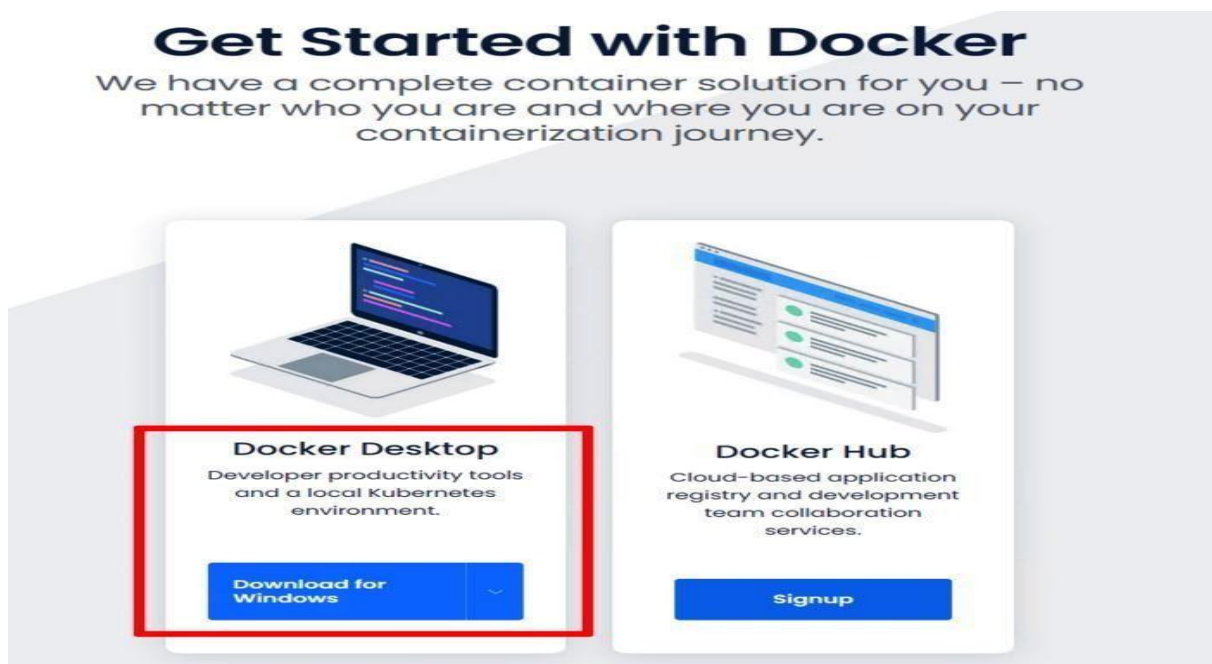 Get Started with Docker
We have a complete container solution for you – no
matter who you are and where you are on your
containerization journey.
Docker Desktop
Developer productivity tools
and a local Kubernetes
environment.
Download for
Windows
Docker Hub
Cloud-based application
registry and development
team collaboration
services.
Signup